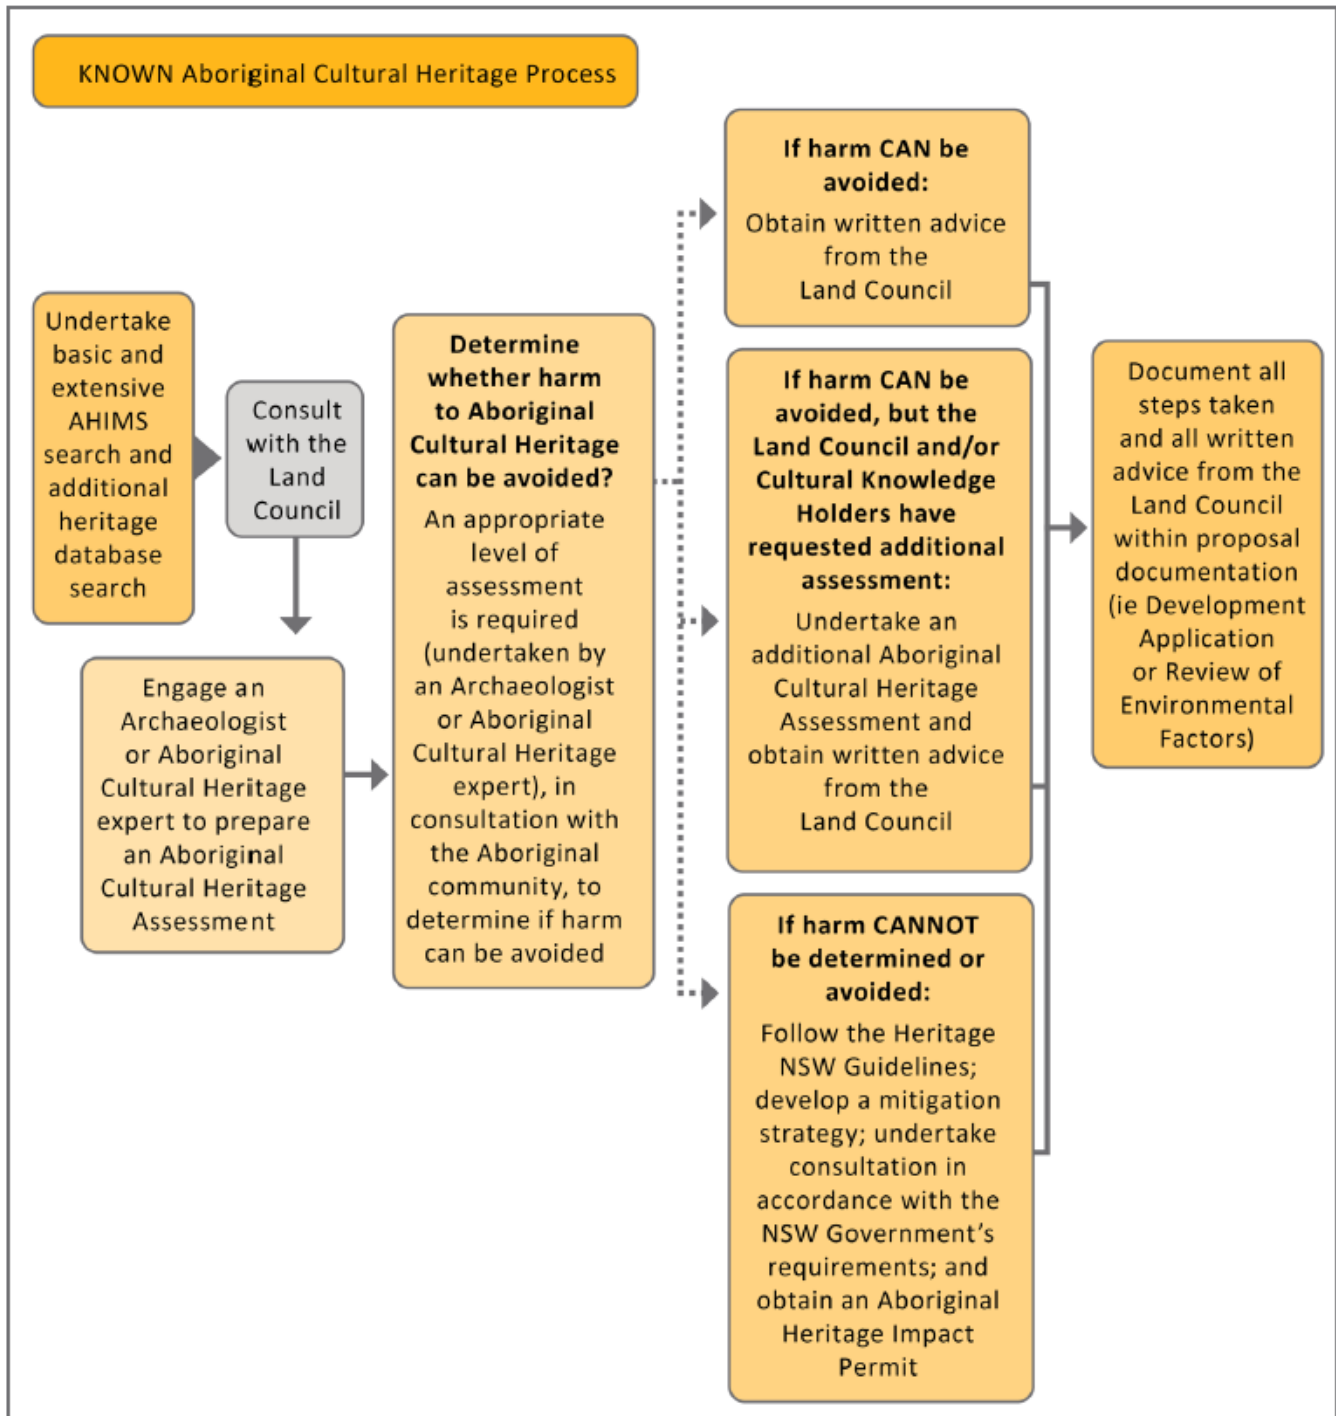 KNOWN Aboriginal Cultural Heritage Process
Undertake
basic and
extensive
AHIMS
search and
additional
heritage
database
search
Consult
with the
Land
Council
Engage an
Archaeologist
or Aboriginal
Cultural Heritage
expert to prepare
an Aboriginal
Cultural Heritage
Assessment
Determine
whether harm
to Aboriginal
Cultural Heritage
can be avoided?
An appropriate
level of
assessment
is required
(undertaken by
an Archaeologist
or Aboriginal
Cultural Heritage
expert), in
consultation with
the Aboriginal
community, to
determine if harm
can be avoided
If harm CAN be
avoided:
Obtain written advice
from the
Land Council
If harm CAN be
avoided, but the
Land Council and/or
Cultural Knowledge
Holders have
requested additional
assessment:
Undertake an
additional Aboriginal
Cultural Heritage
Assessment and
obtain written advice
from the
Land Council
If harm CANNOT
be determined or
avoided:
Follow the Heritage
NSW Guidelines;
develop a mitigation
strategy; undertake
consultation in
accordance with the
NSW Government’s
requirements; and
obtain an Aboriginal
Heritage Impact
Permit
Document all
steps taken
and all written
advice from the
Land Council
within proposal
documentation
(ie Development
Application
or Review of
Environmental
Factors)